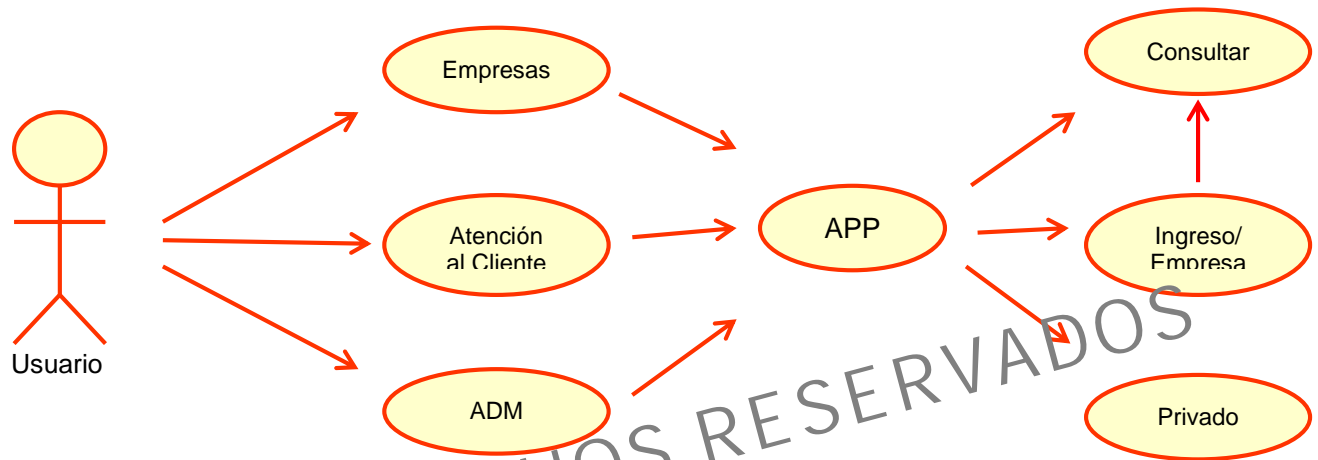 Consultar
Empresas
Atención
al Cliente
APP
Ingreso/
Empresa
Usuario
ADM
Privado
RESERVADOS